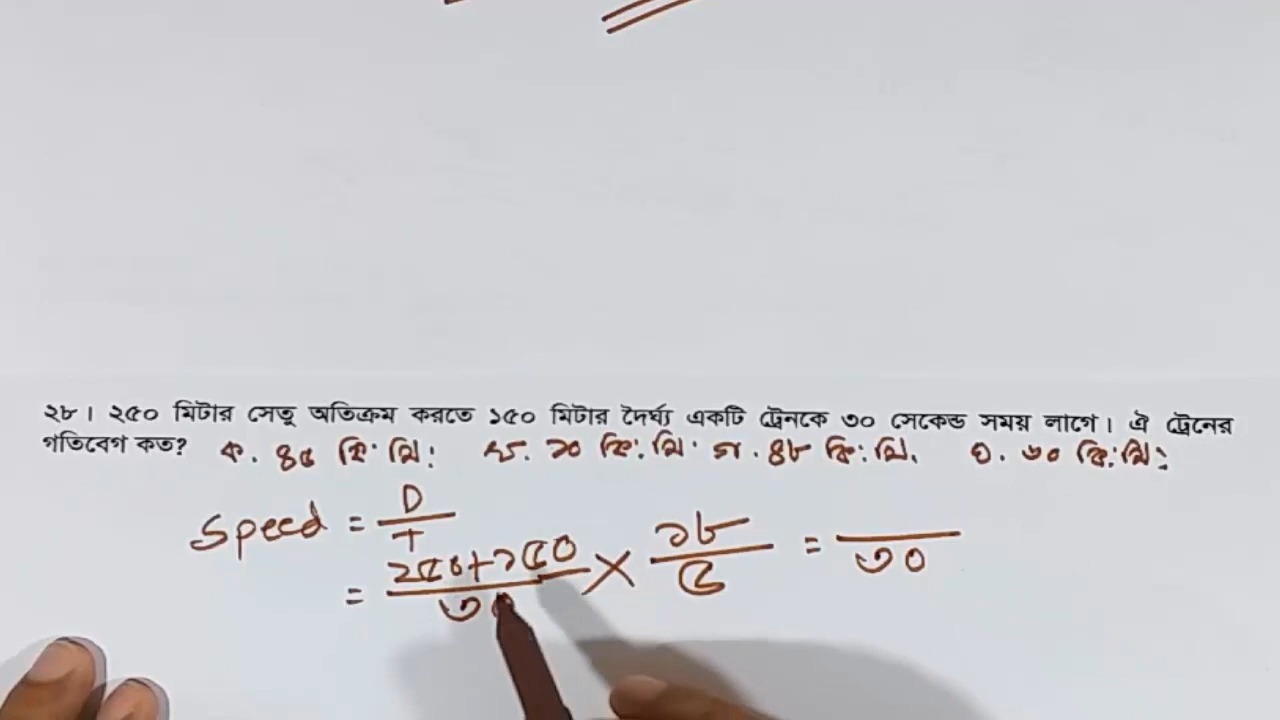 ২৮। ২৫০ মিটার সেতু অতিক্রম করতে ১৫০ মিটার দৈর্ঘ্য একটি ট্রেনকে ৩০ সেকেন্ড সময় লাগে। ঐ ট্রেনের
গতিবেগ কত? ক. ৪৫ কি: মি: খ. ১০ কি: মি. গ. ৪৮ কি: মি. ঘ. ৬০ কি: মি:
Speed = D/T
= ২৫০+১৫০/৩০ × ১৮/৫ = /৩০